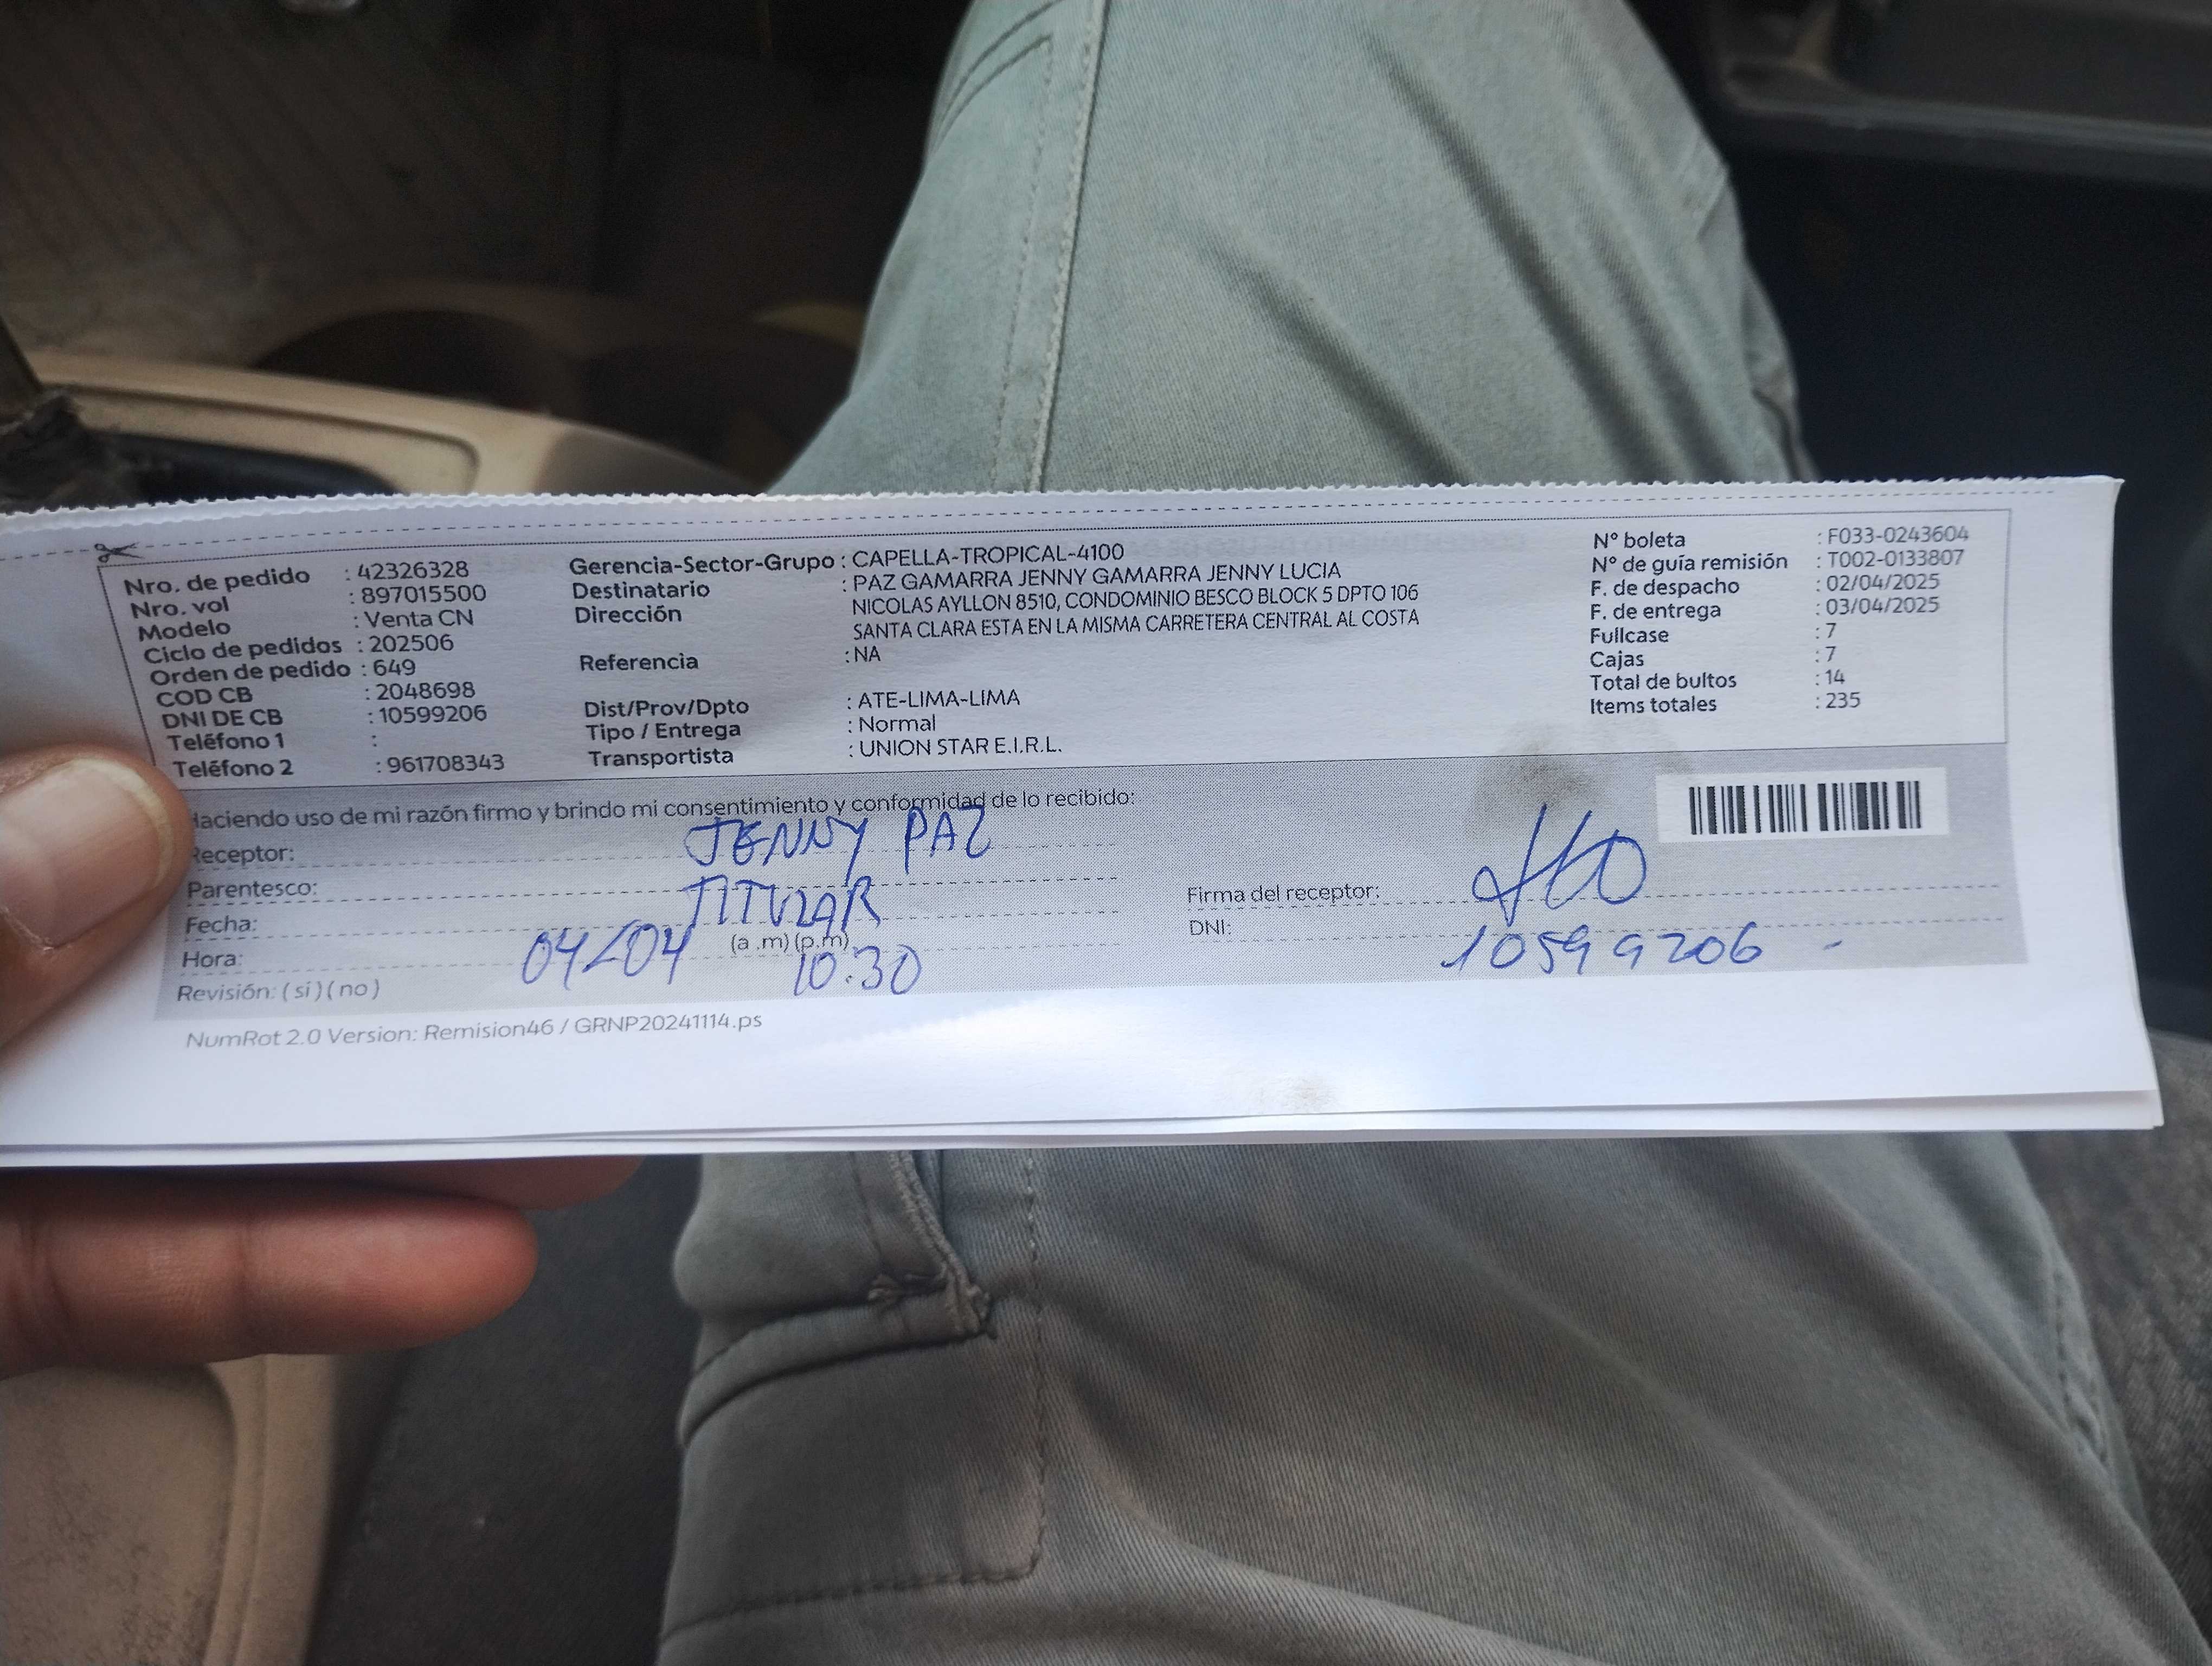 Nro. de pedido : 42326328
Nro. vol : 897015500
Modelo : Venta CN
Ciclo de pedidos : 202506
Orden de pedido : 649
COD CB : 2048698
DNI DE CB : 10599206
Teléfono 1 :
Teléfono 2 : 961708343
Gerencia-Sector-Grupo : CAPELLA-TROPICAL-4100
Destinatario : PAZ GAMARRA JENNY GAMARRA JENNY LUCIA
Dirección NICOLAS AYLLON 8510, CONDOMINIO BESCO BLOCK 5 DPTO 106
SANTA CLARA ESTA EN LA MISMA CARRETERA CENTRAL AL COSTA
Referencia : NA
Dist/Prov/Dpto : ATE-LIMA-LIMA
Tipo / Entrega : Normal
Transportista : UNION STAR E.I.R.L.
N° boleta : F033-0243604
N° de guía remisión : T002-0133807
F. de despacho : 02/04/2025
F. de entrega : 03/04/2025
Fullcase : 7
Cajas : 7
Total de bultos : 14
Items totales : 235
Haciendo uso de mi razón firmo y brindo mi consentimiento y conformidad de lo recibido:
Receptor: JENNY PAZ
Parentesco: TITULAR
Fecha: 04/04
Hora: (a .m) (p.m) 10:30
Revisión: ( sí ) ( no )
Firma del receptor:
DNI: 10599206 -
NumRot 2.0 Version: Remision46 / GRNP20241114.ps